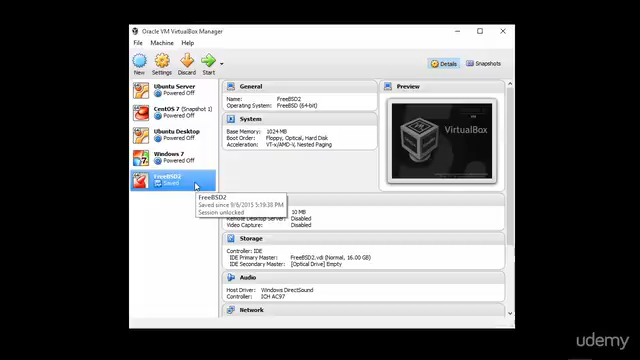 Oracle VM VirtualBox Manager
File Machine Help
New Settings Discard Start
Details Snapshots
Ubuntu Server
Powered Off
CentOS 7 (Snapshot 1)
Powered Off
Ubuntu Desktop
Powered Off
Windows 7
Powered Off
FreeBSD2
Saved
FreeBSD2
Saved since 9/6/2015 5:19:38 PM
Session unlocked
General
Name: FreeBSD2
Operating System: FreeBSD (64-bit)
System
Base Memory: 1024 MB
Boot Order: Floppy, Optical, Hard Disk
Acceleration: VT-x/AMD-V, Nested Paging
Preview
VirtualBox
10 MB
Remote Desktop Server: Disabled
Video Capture: Disabled
Storage
Controller: IDE
IDE Primary Master: FreeBSD2.vdi (Normal, 16.00 GB)
IDE Secondary Master: [Optical Drive] Empty
Audio
Host Driver: Windows DirectSound
Controller: ICH AC97
Network
udemy